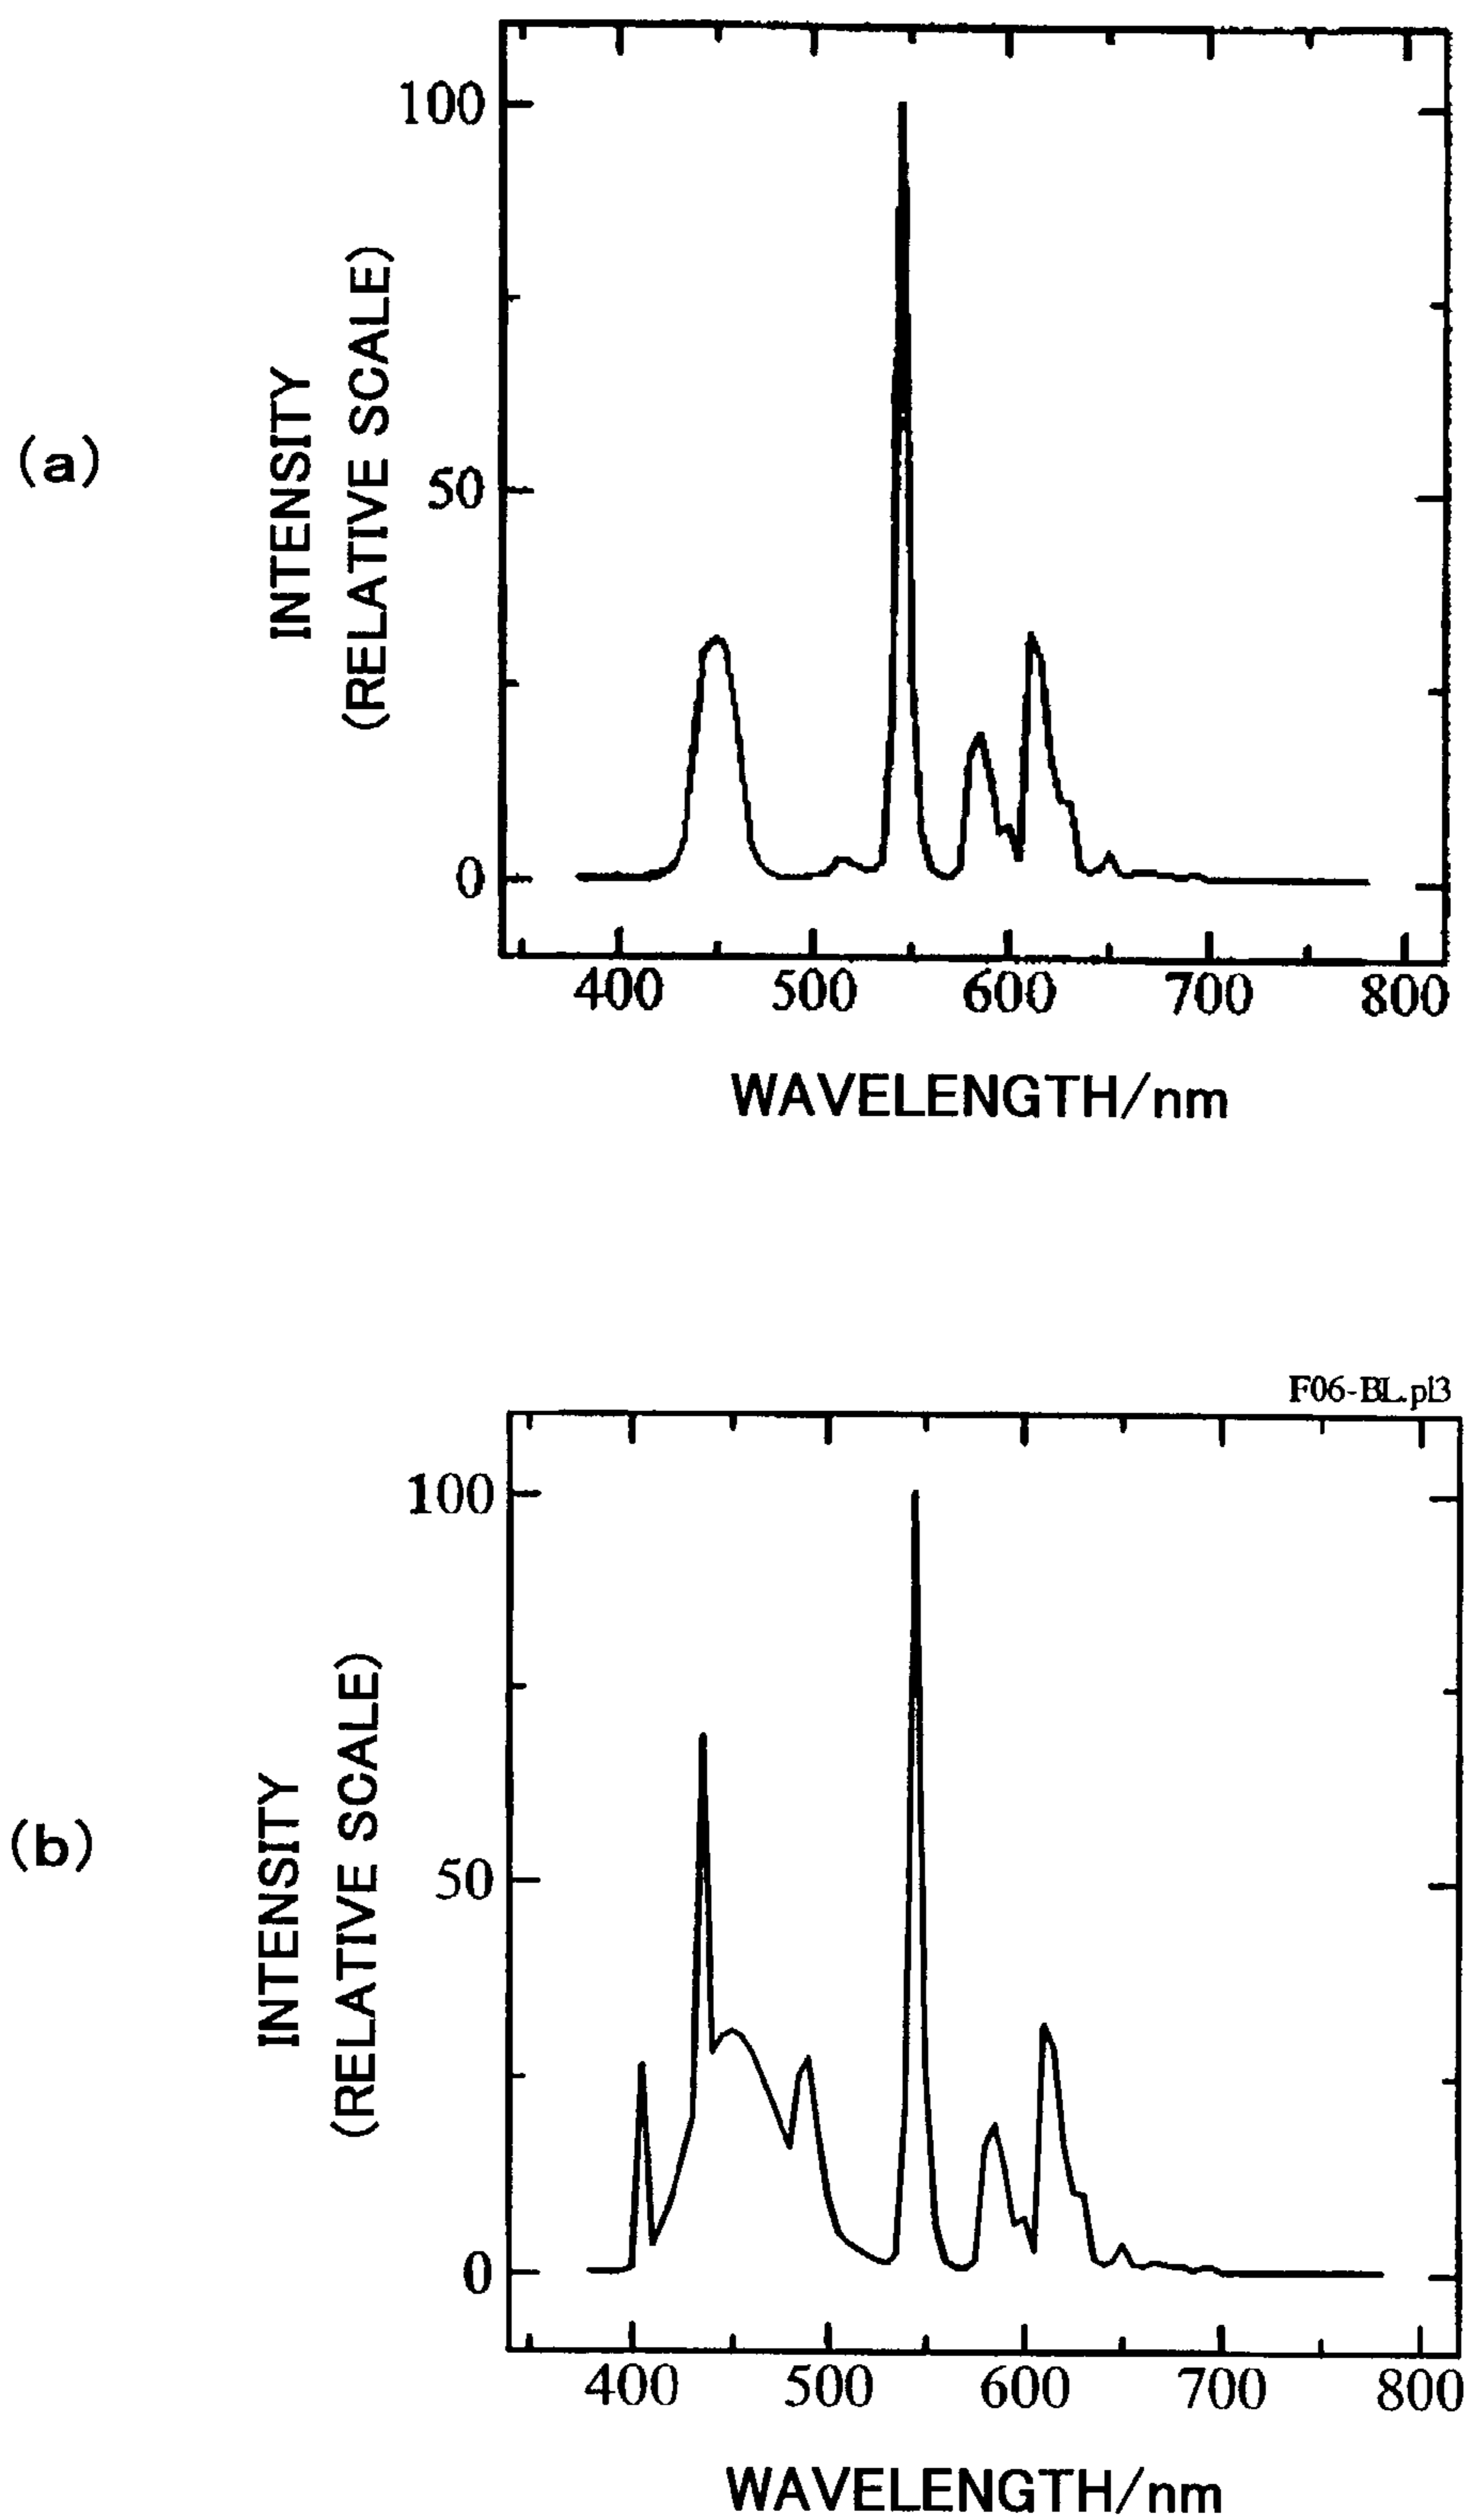 (a)
INTENSITY
(RELATIVE SCALE)
100
50
0
400 500 600 700 800
WAVELENGTH/nm
F06-BL.pl3
(b)
INTENSITY
(RELATIVE SCALE)
100
50
0
400 500 600 700 800
WAVELENGTH/nm